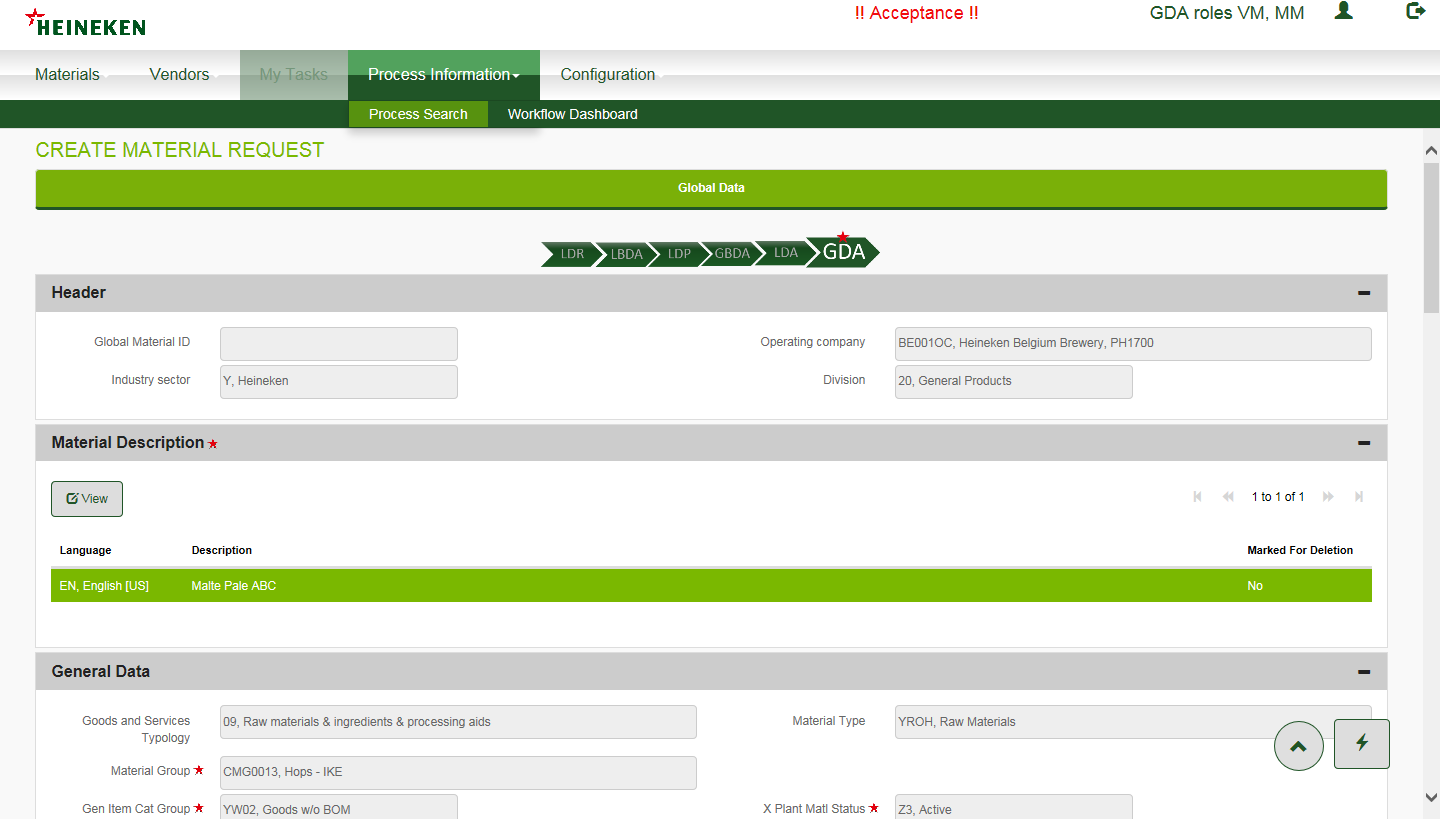 HEINEKEN
!! Acceptance !!
GDA roles VM, MM
Materials
Vendors
My Tasks
Process Information
Configuration
Process Search
Workflow Dashboard
CREATE MATERIAL REQUEST
Global Data
LDR
LBDA
LDP
GBDA
LDA
GDA
Header
Global Material ID
Operating company
BE001OC, Heineken Belgium Brewery, PH1700
Industry sector
Y, Heineken
Division
20, General Products
Material Description
View
1 to 1 of 1
Language
Description
Marked For Deletion
EN, English [US]
Malte Pale ABC
No
General Data
Goods and Services
Typology
09, Raw materials & ingredients & processing aids
Material Type
YROH, Raw Materials
Material Group
CMG0013, Hops - IKE
Gen Item Cat Group
YW02, Goods w/o BOM
X Plant Matl Status
Z3, Active